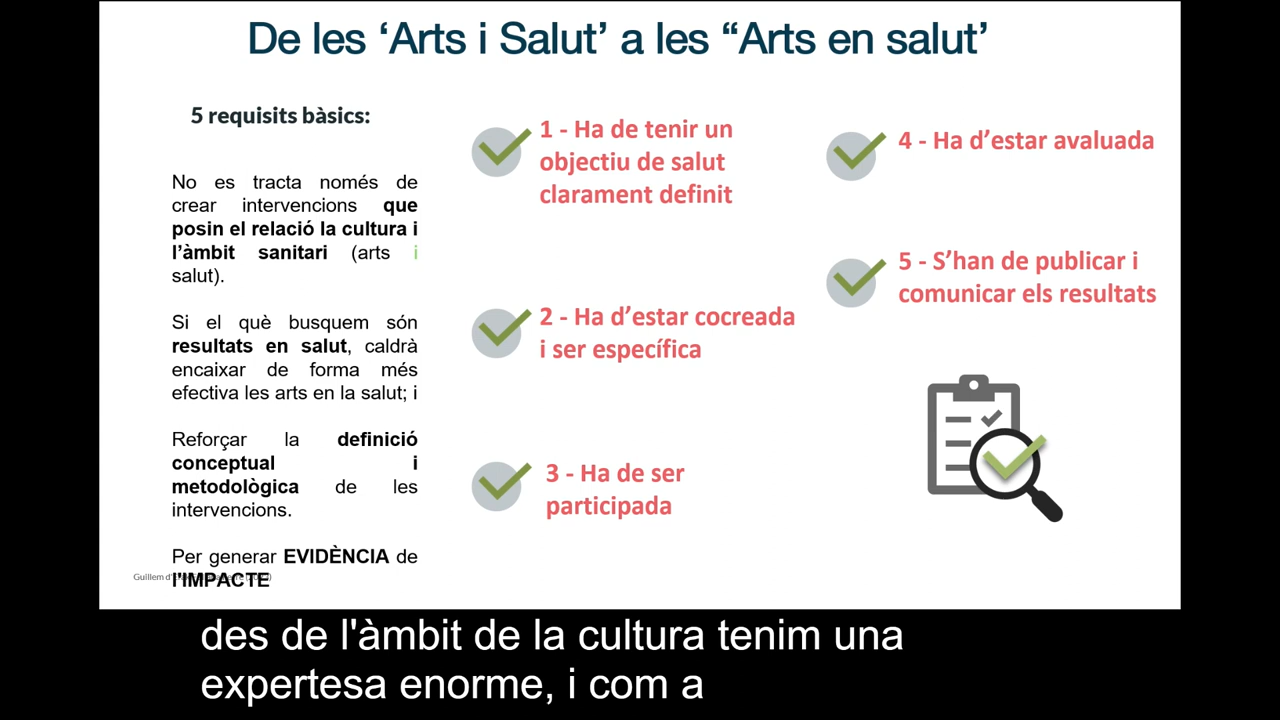 De les ‘Arts i Salut’ a les “Arts en salut’
5 requisits bàsics:
No es tracta només de
crear intervencions que
posin el relació la cultura i
l’àmbit sanitari (arts i
salut).
Si el què busquem són
resultats en salut, caldrà
encaixar de forma més
efectiva les arts en la salut; i
Reforçar la definició
conceptual i
metodològica de les
intervencions.
Per generar EVIDÈNCIA de
l’IMPACTE
Guillem
1 - Ha de tenir un
objectiu de salut
clarament definit
2 - Ha d’estar cocreada
i ser específica
3 - Ha de ser
participada
4 - Ha d’estar avaluada
5 - S’han de publicar i
comunicar els resultats
des de l'àmbit de la cultura tenim una
expertesa enorme, i com a